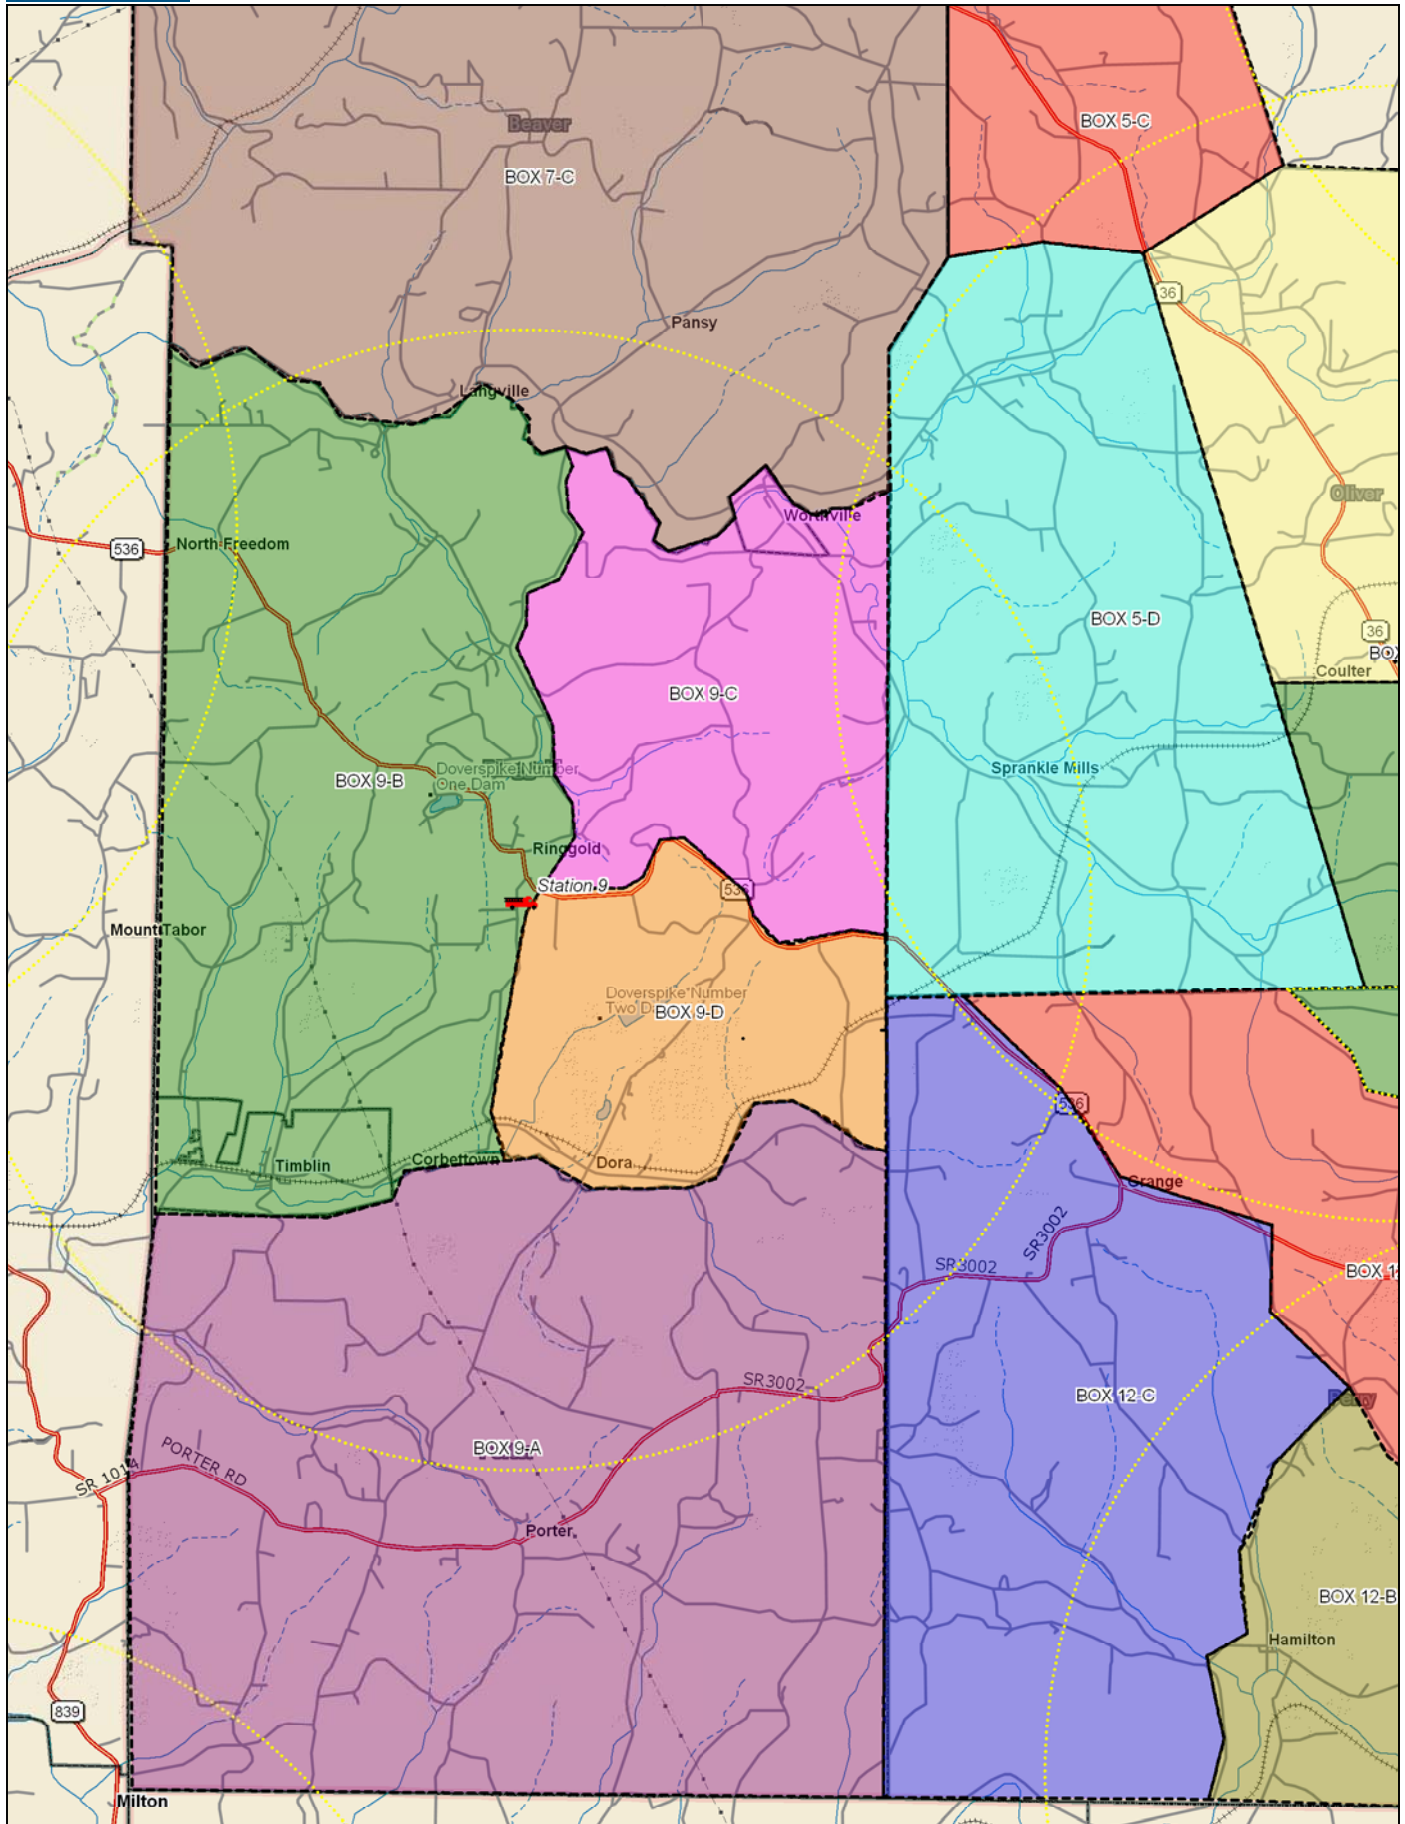 Beaver
BOX 5-C
BOX 7-C
36
Pansy
Langville
Oliver
Worthville
536
North Freedom
BOX 5-D
36
BOX
Coulter
BOX 9-C
Sprankle Mills
Doverspike Number
One Dam
BOX 9-B
Ringgold
Station 9
536
Mount Tabor
Doverspike Number
Two D
BOX 9-D
536
Timblin
Corbettown
Dora
Grange
SR3002
SR3002
BOX 1
SR3002
BOX 12-C
Perry
BOX 9-A
PORTER RD
SR 1014
Porter
BOX 12-B
Hamilton
839
Milton